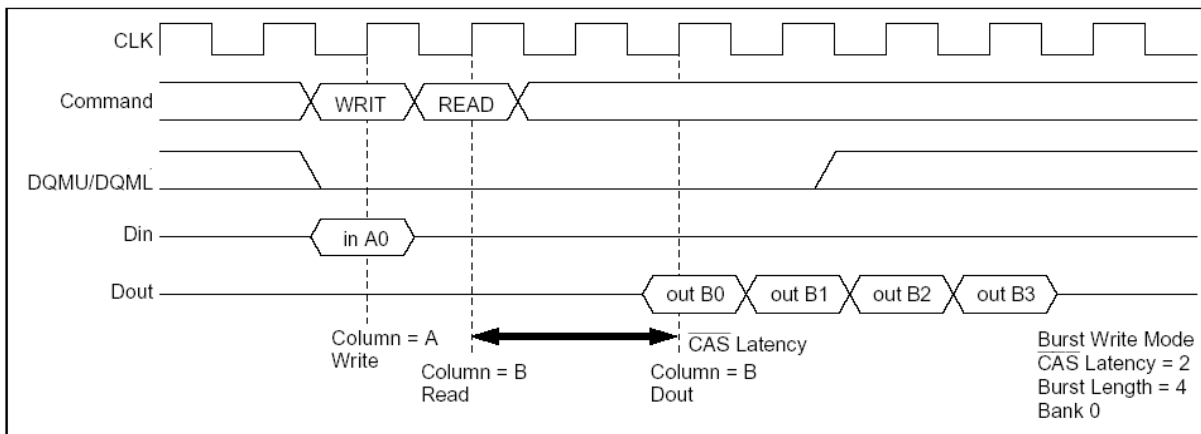 CLK
Command
WRIT
READ
DQMU/DQML
Din
in A0
Dout
out B0
out B1
out B2
out B3
Column = A
Write
Column = B
Read
CAS Latency
Column = B
Dout
Burst Write Mode
CAS Latency = 2
Burst Length = 4
Bank 0